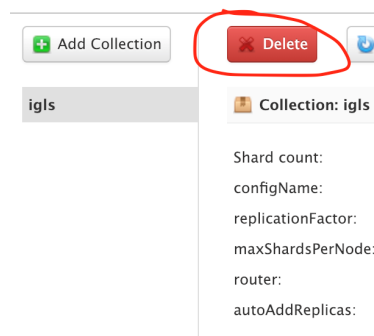 Add Collection
Delete
igls
Collection: igls
Shard count:
configName:
replicationFactor:
maxShardsPerNode:
router:
autoAddReplicas: